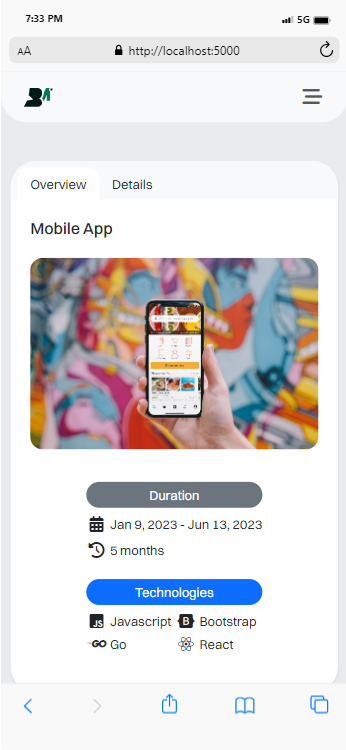 7:33 PM 5G
AA http://localhost:5000
BA
Overview Details
Mobile App
Duration
Jan 9, 2023 - Jun 13, 2023
5 months
Technologies
JS Javascript B Bootstrap
GO Go React